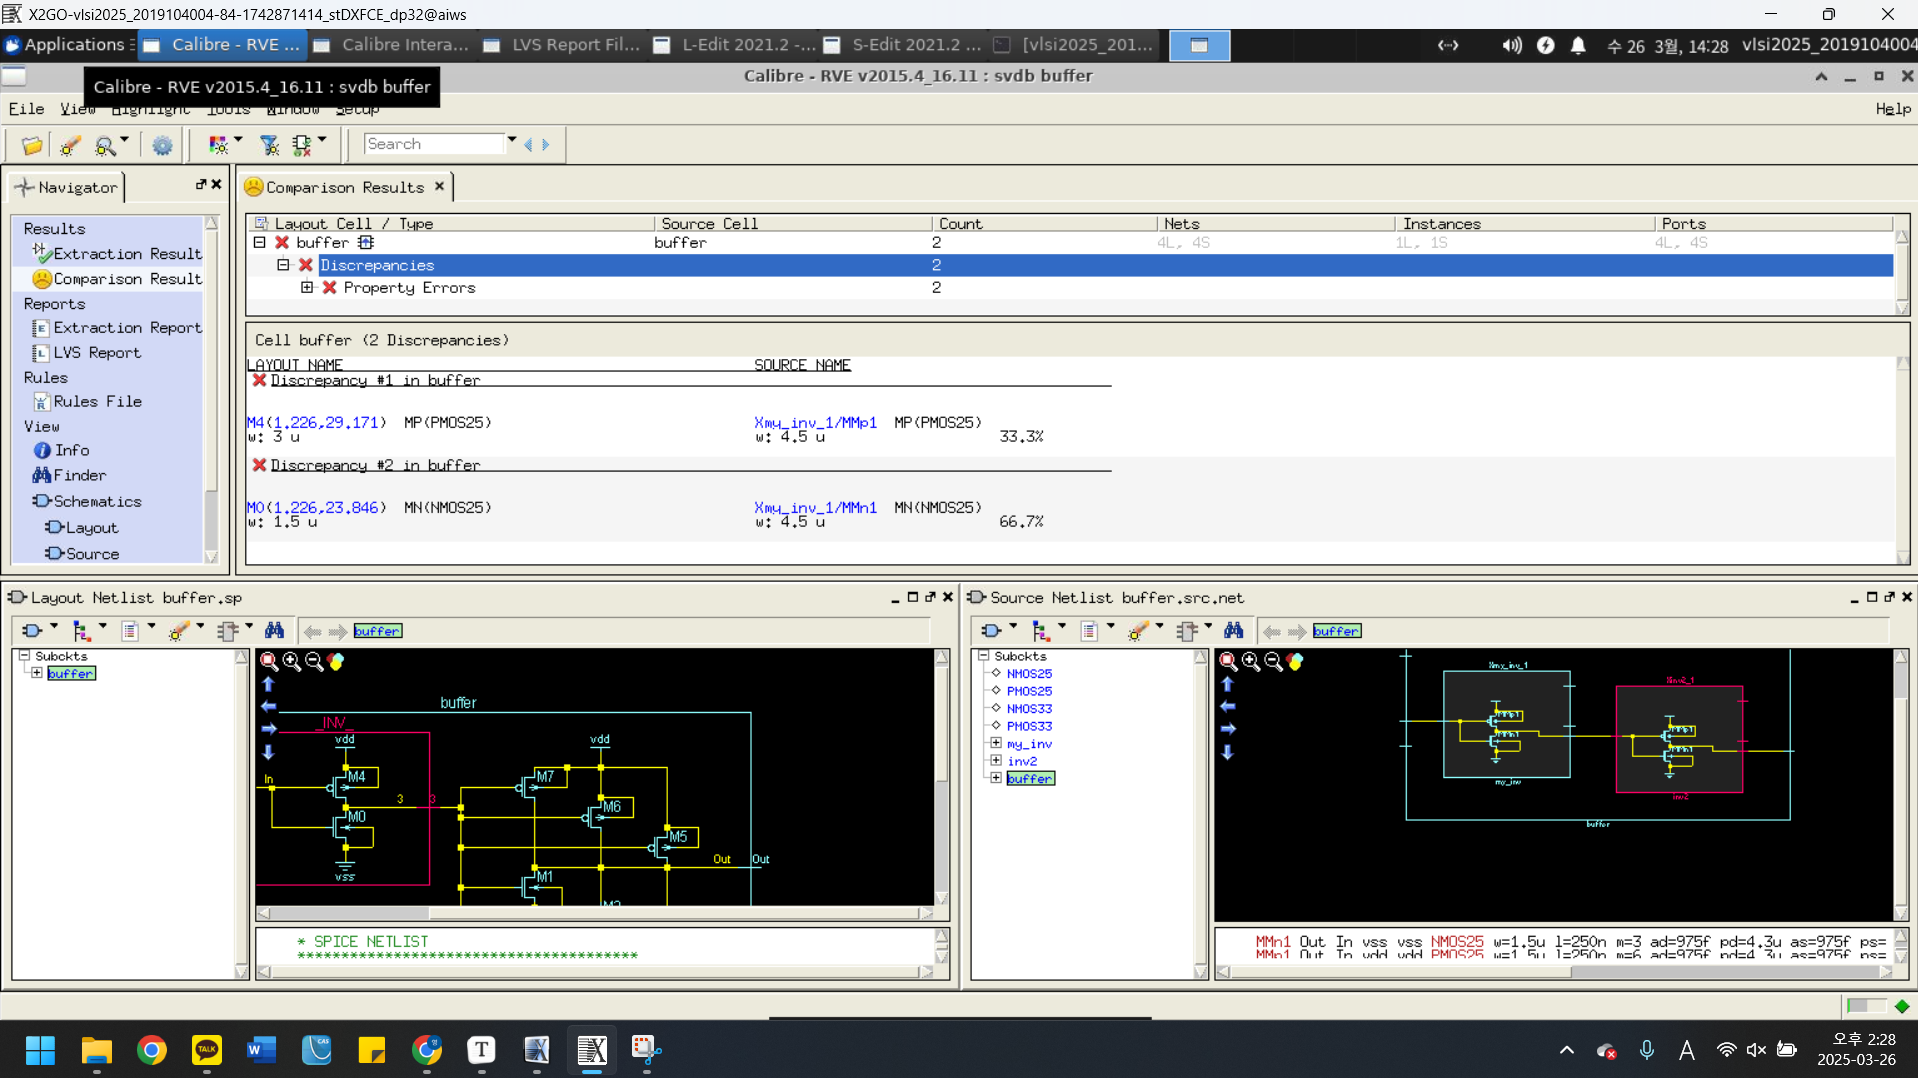 X2GO-vlsi2025_2019104004-84-1742871414_stDXFCE_dp32@aiws
Applications
Calibre - RVE ...
Calibre Intera...
LVS Report Fil...
L-Edit 2021.2 -...
S-Edit 2021.2 ...
[vlsi2025_201...
수 26 3월, 14:28
vlsi2025_2019104004
Calibre - RVE v2015.4_16.11 : svdb buffer
Calibre - RVE v2015.4_16.11 : svdb buffer
File View Highlight Tools Window Setup
Help
Search
Navigator
Comparison Results
Results
Extraction Result
Comparison Result
Reports
Extraction Report
LVS Report
Rules
Rules File
View
Info
Finder
Schematics
Layout
Source
Layout Cell / Type Source Cell Count Nets Instances Ports
buffer buffer 2 4L, 4S 1L, 1S 4L, 4S
Discrepancies 2
Property Errors 2
Cell buffer (2 Discrepancies)
LAYOUT NAME SOURCE NAME
Discrepancy #1 in buffer
M4(1.226,29.171) MP(PMOS25) Xmy_inv_1/MMp1 MP(PMOS25)
w: 3 u w: 4.5 u 33.3%
Discrepancy #2 in buffer
M0(1.226,23.846) MN(NMOS25) Xmy_inv_1/MMn1 MN(NMOS25)
w: 1.5 u w: 4.5 u 66.7%
Layout Netlist buffer.sp
buffer
Subckts
buffer
buffer
_INV_
vdd
vdd
In
M4
M7
3
3
M6
M0
M5
Out
Out
vss
M1
M2
* SPICE NETLIST
***************************************
Source Netlist buffer.src.net
buffer
Subckts
NMOS25
PMOS25
NMOS33
PMOS33
my_inv
inv2
buffer
Xmy_inv_1
Xinv2_1
MMp1
MMn1
MMp1
MMn1
my_inv
inv2
buffer
MMn1 Out In vss vss NMOS25 w=1.5u l=250n m=3 ad=975f pd=4.3u as=975f ps=
MMp1 Out In vdd vdd PMOS25 w=1.5u l=250n m=6 ad=975f pd=4.3u as=975f ps=
TALK
W
CAS
T
A
오후 2:28
2025-03-26